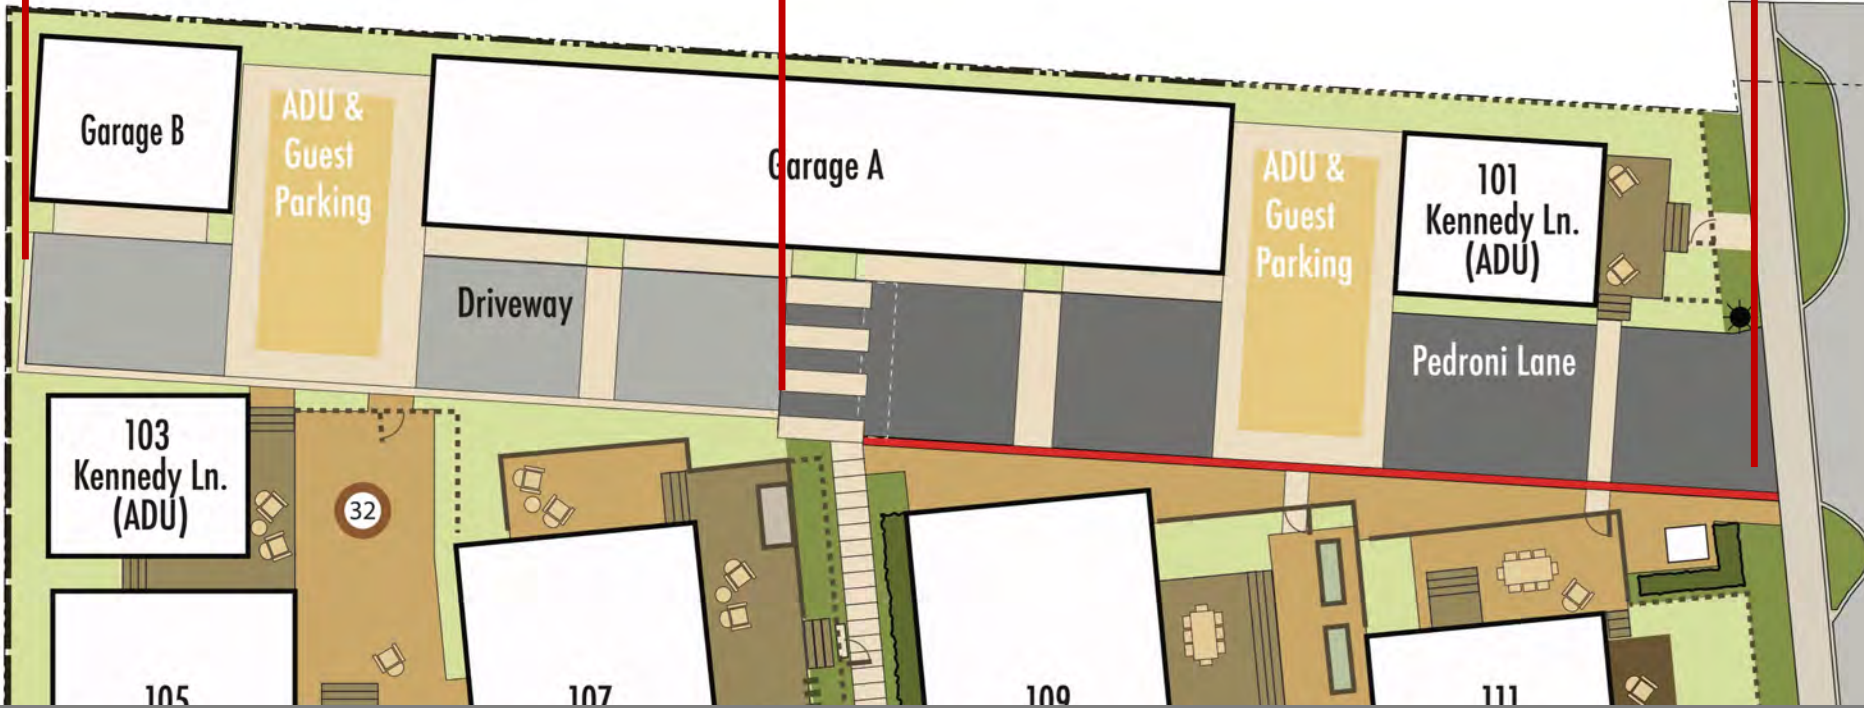 Garage B
ADU &
Guest
Parking
Garage A
ADU &
Guest
Parking
101
Kennedy Ln.
(ADU)
Driveway
Pedroni Lane
103
Kennedy Ln.
(ADU)
32
105
107
109
111